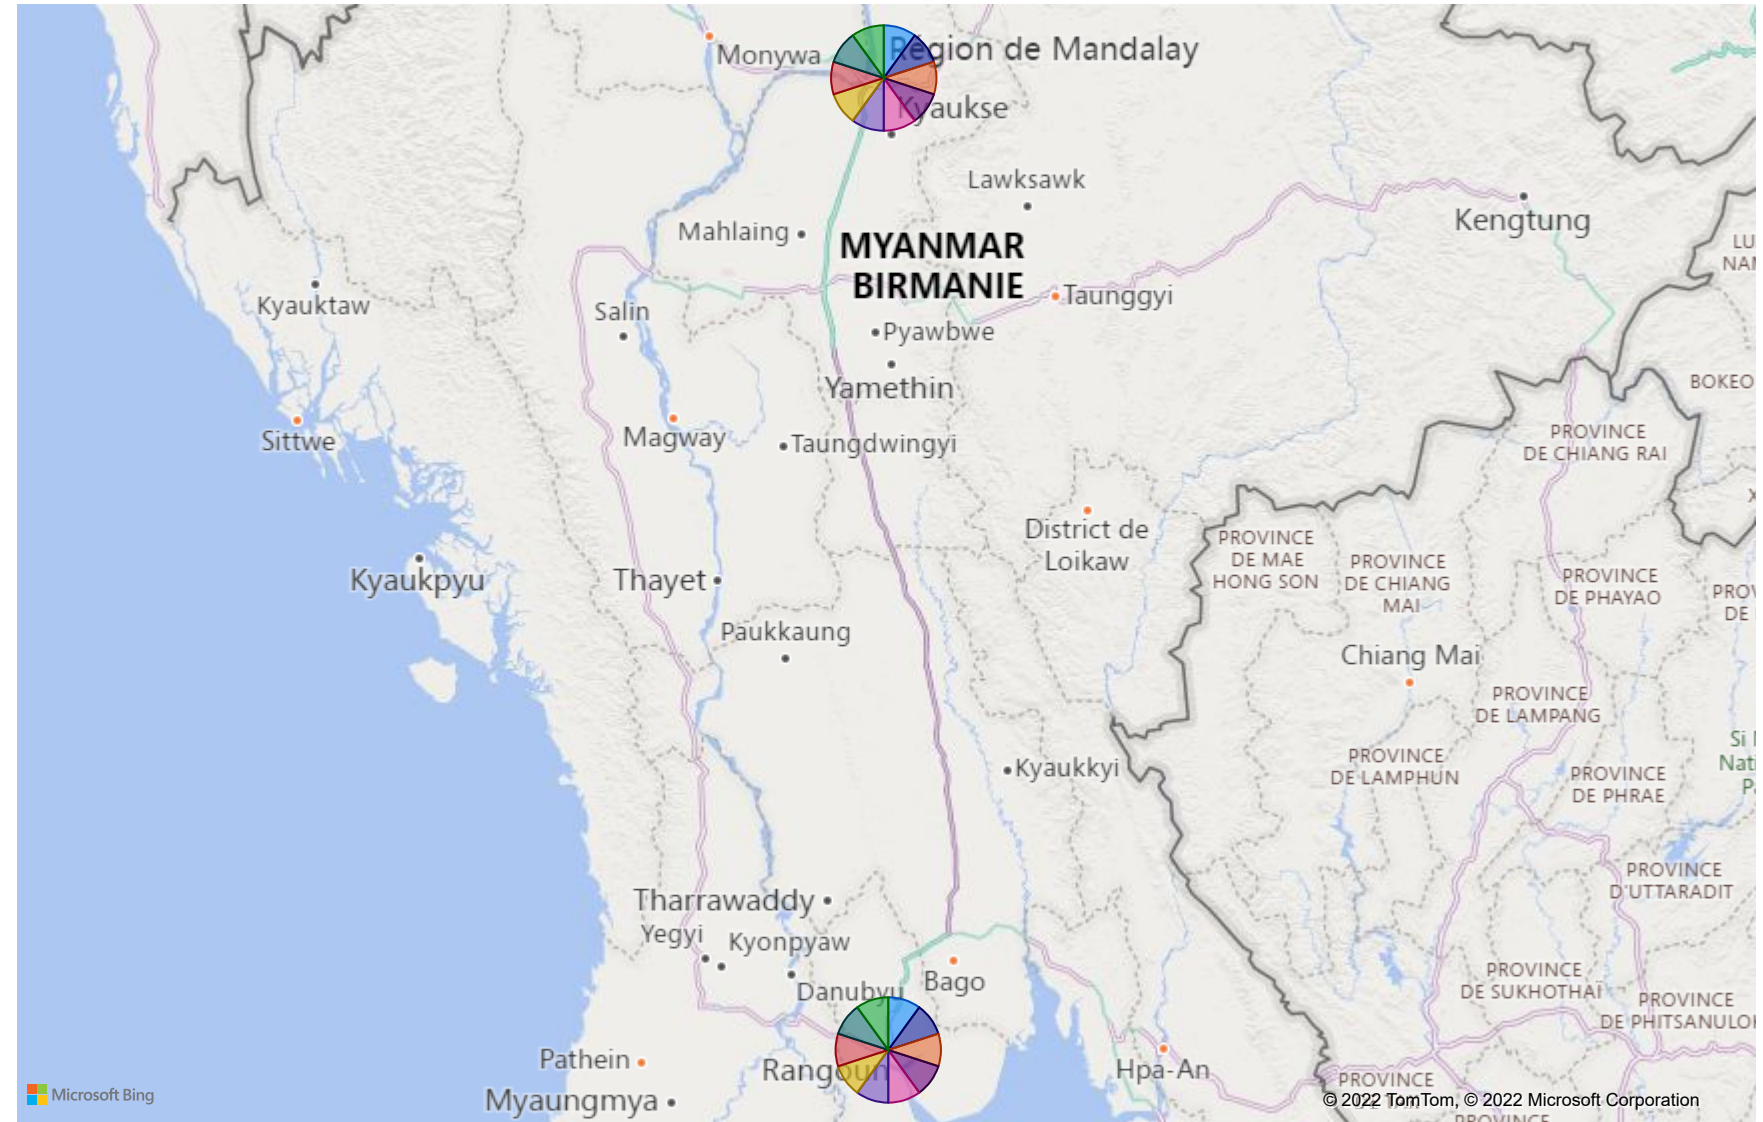 Monywa
Région de Mandalay
Kyaukse
Lawksawk
Kengtung
Mahlaing
MYANMAR
BIRMANIE
Kyauktaw
Salin
Taunggyi
Pyawbwe
Yamethin
BOKEO
Sittwe
Magway
Taungdwingyi
PROVINCE
DE CHIANG RAI
District de
Loikaw
PROVINCE
DE MAE
HONG SON
PROVINCE
DE CHIANG
MAI
PROVINCE
DE PHAYAO
Kyaukpyu
Thayet
Paukkaung
Chiang Mai
PROVINCE
DE LAMPANG
Kyaukkyi
PROVINCE
DE LAMPHUN
PROVINCE
DE PHRAE
PROVINCE
D'UTTARADIT
Tharrawaddy
Yegyi
Kyonpyaw
Danubyu
Bago
PROVINCE
DE SUKHOTHAÏ
PROVINCE
DE PHITSANULOK
Pathein
Rangoun
Hpa-An
PROVINCE
Myaungmya
Microsoft Bing
© 2022 TomTom, © 2022 Microsoft Corporation
PROVINCE